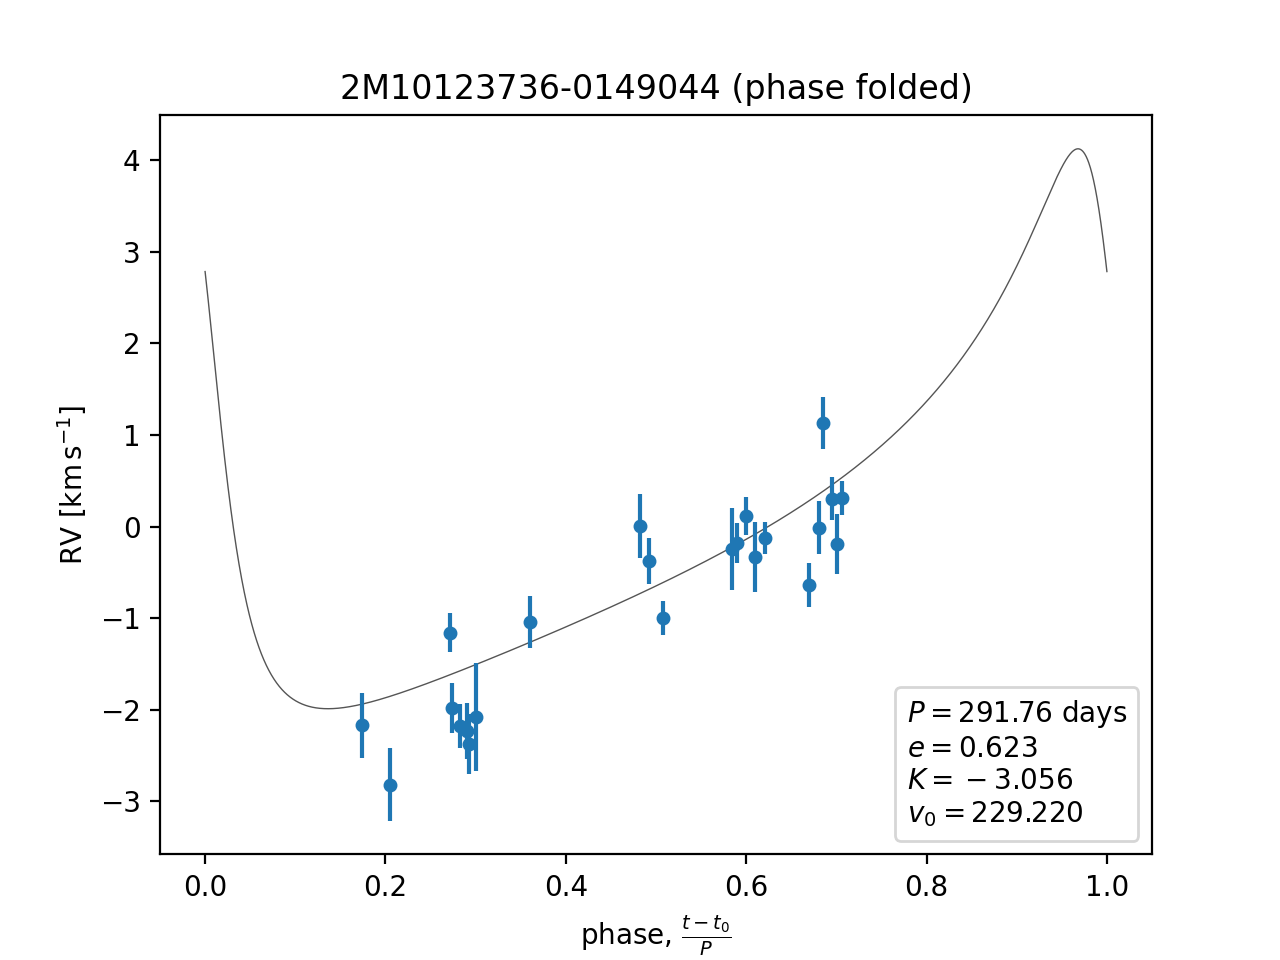 2M10123736-0149044 (phase folded)
RV [km s⁻¹]
4
3
2
1
0
−1
−2
−3
P = 291.76 days
e = 0.623
K = −3.056
v₀ = 229.220
0.0 0.2 0.4 0.6 0.8 1.0
phase, (t − t₀)/P